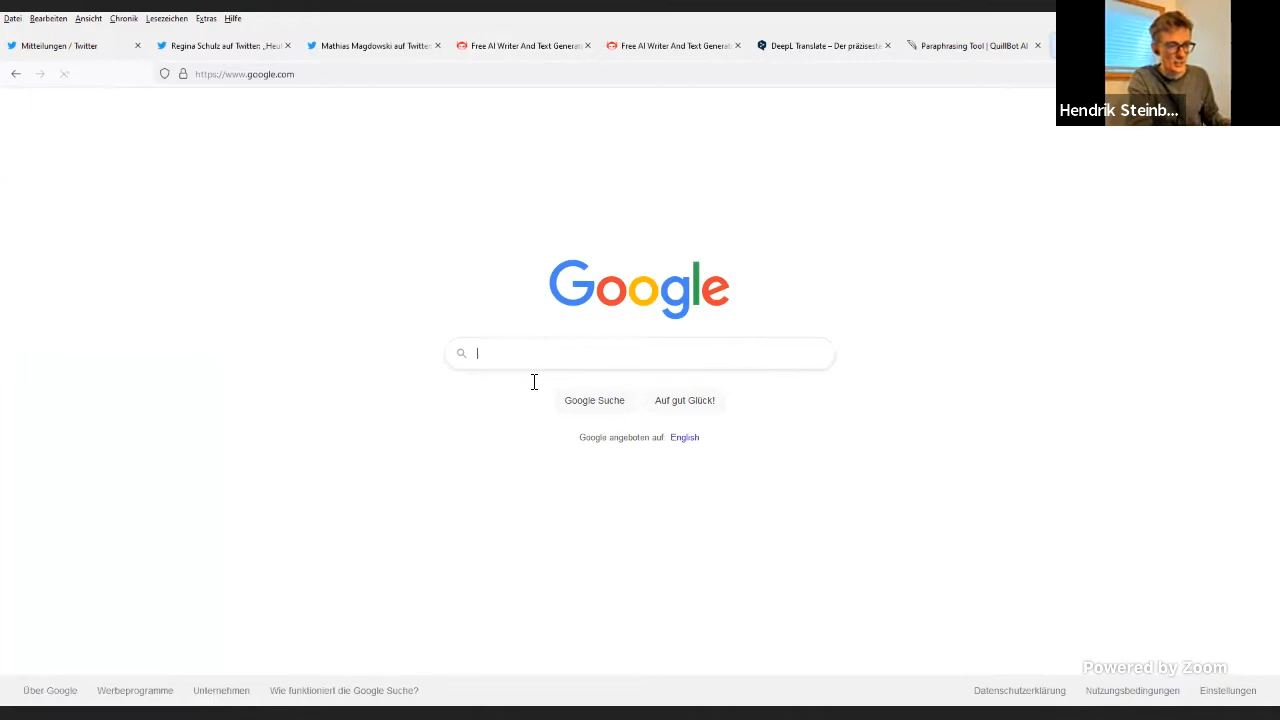 Datei Bearbeiten Ansicht Chronik Lesezeichen Extras Hilfe
Mitteilungen / Twitter
Regina Schulz auf Twitter: „Heut
Mathias Magdowski auf Twitte
Free AI Writer And Text Generat
Free AI Writer And Text Generat
DeepL Translate – Der präziseste
Paraphrasing Tool | QuillBot AI
https://www.google.com
Hendrik Steinb...
Google
Google Suche
Auf gut Glück!
Google angeboten auf: English
Powered by Zoom
Über Google Werbeprogramme Unternehmen Wie funktioniert die Google Suche? Datenschutzerklärung Nutzungsbedingungen Einstellungen